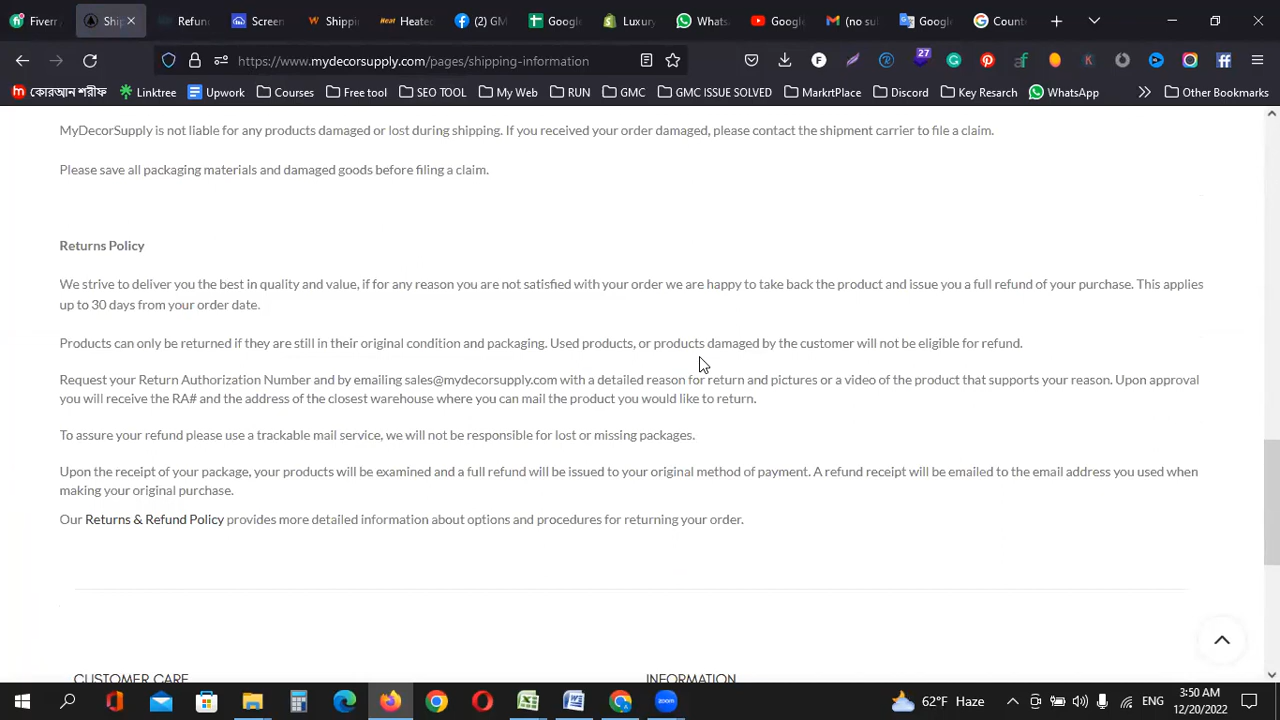 Fiverr
Ship
Refun
Screen
Shippi
Heat Heated
(2) GM
Google
Luxury
Whats
Google
(no su
Google
Count
https://www.mydecorsupply.com/pages/shipping-information
27
কোরআন শরীফ
Linktree
Upwork
Courses
Free tool
SEO TOOL
My Web
RUN
GMC
GMC ISSUE SOLVED
MarkrtPlace
Discord
Key Resarch
WhatsApp
Other Bookmarks
MyDecorSupply is not liable for any products damaged or lost during shipping. If you received your order damaged, please contact the shipment carrier to file a claim.
Please save all packaging materials and damaged goods before filing a claim.
Returns Policy
We strive to deliver you the best in quality and value, if for any reason you are not satisfied with your order we are happy to take back the product and issue you a full refund of your purchase. This applies
up to 30 days from your order date.
Products can only be returned if they are still in their original condition and packaging. Used products, or products damaged by the customer will not be eligible for refund.
Request your Return Authorization Number and by emailing sales@mydecorsupply.com with a detailed reason for return and pictures or a video of the product that supports your reason. Upon approval
you will receive the RA# and the address of the closest warehouse where you can mail the product you would like to return.
To assure your refund please use a trackable mail service, we will not be responsible for lost or missing packages.
Upon the receipt of your package, your products will be examined and a full refund will be issued to your original method of payment. A refund receipt will be emailed to the email address you used when
making your original purchase.
Our Returns & Refund Policy provides more detailed information about options and procedures for returning your order.
CUSTOMER CARE
INFORMATION
62°F Haze
ENG
3:50 AM
12/20/2022